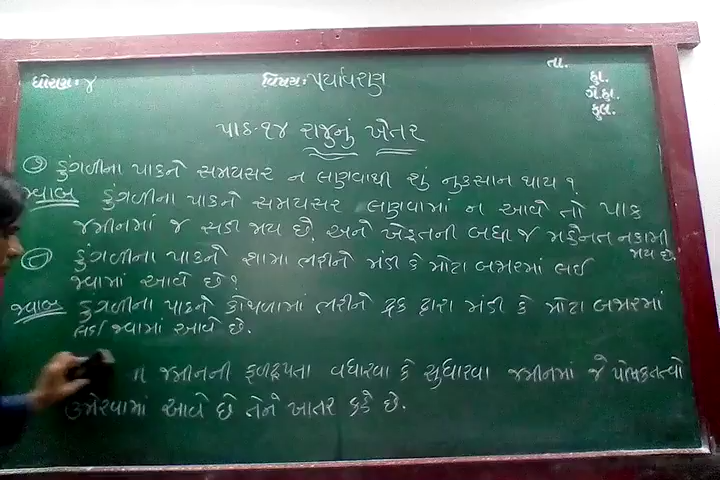 ધોરણ: ૪ વિષય: પર્યાવરણ તા.
હા.
ગે.હા.
કુલ.
પાઠ-૧૪ રાજુનું ખેતર
ડુંગળીના પાકને સમયસર ન લણવાથી શું નુકસાન થાય ?
જવાબ ડુંગળીના પાકને સમયસર લણવામાં ન આવે તો પાક
જમીનમાં જ સડી જાય છે. અને ખેડૂતની બધી જ મહેનત નકામી
જાય છે.
ડુંગળીના પાકને શામા ભરીને મંડી કે મોટા બજારમાં લઈ
જવામાં આવે છે ?
જવાબ ડુંગળીના પાકને કોથળામાં ભરીને ટ્રક દ્વારા મંડી કે મોટા બજારમાં
લઈ જવામાં આવે છે.
જમીનની ફળદ્રુપતા વધારવા કે સુધારવા જમીનમાં જે પોષકતત્વો
ઉમેરવામાં આવે છે તેને ખાતર કહે છે.